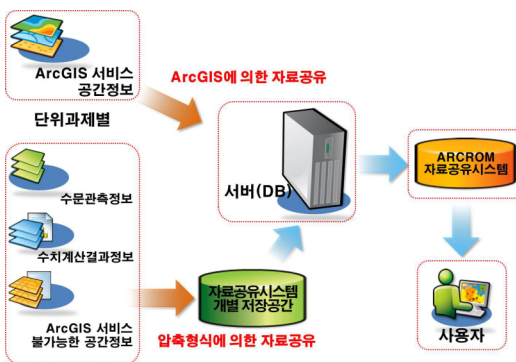 ArcGIS 서비스
공간정보
단위과제별
ArcGIS에 의한 자료공유
수문관측정보
수치계산결과정보
ArcGIS 서비스
불가능한 공간정보
서버(DB)
자료공유시스템
개별 저장공간
압축형식에 의한 자료공유
ARCROM
자료공유시스템
사용자